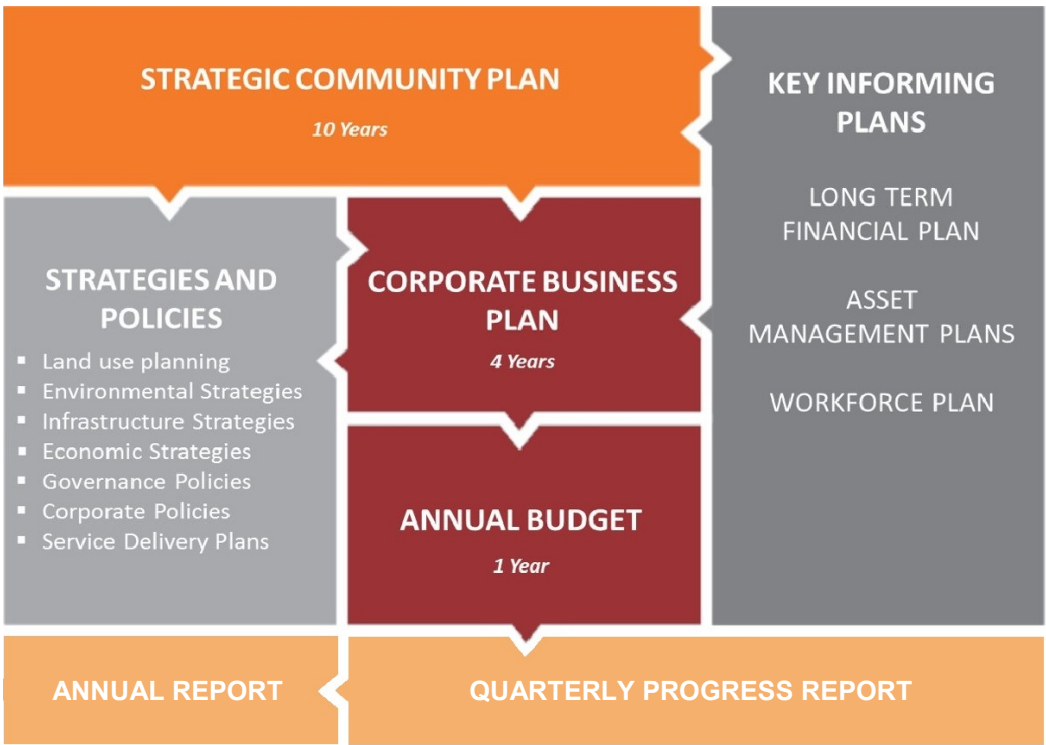 STRATEGIC COMMUNITY PLAN
10 Years
KEY INFORMING
PLANS
LONG TERM
FINANCIAL PLAN
ASSET
MANAGEMENT PLANS
WORKFORCE PLAN
STRATEGIES AND
POLICIES
▪ Land use planning
▪ Environmental Strategies
▪ Infrastructure Strategies
▪ Economic Strategies
▪ Governance Policies
▪ Corporate Policies
▪ Service Delivery Plans
CORPORATE BUSINESS
PLAN
4 Years
ANNUAL BUDGET
1 Year
ANNUAL REPORT
QUARTERLY PROGRESS REPORT